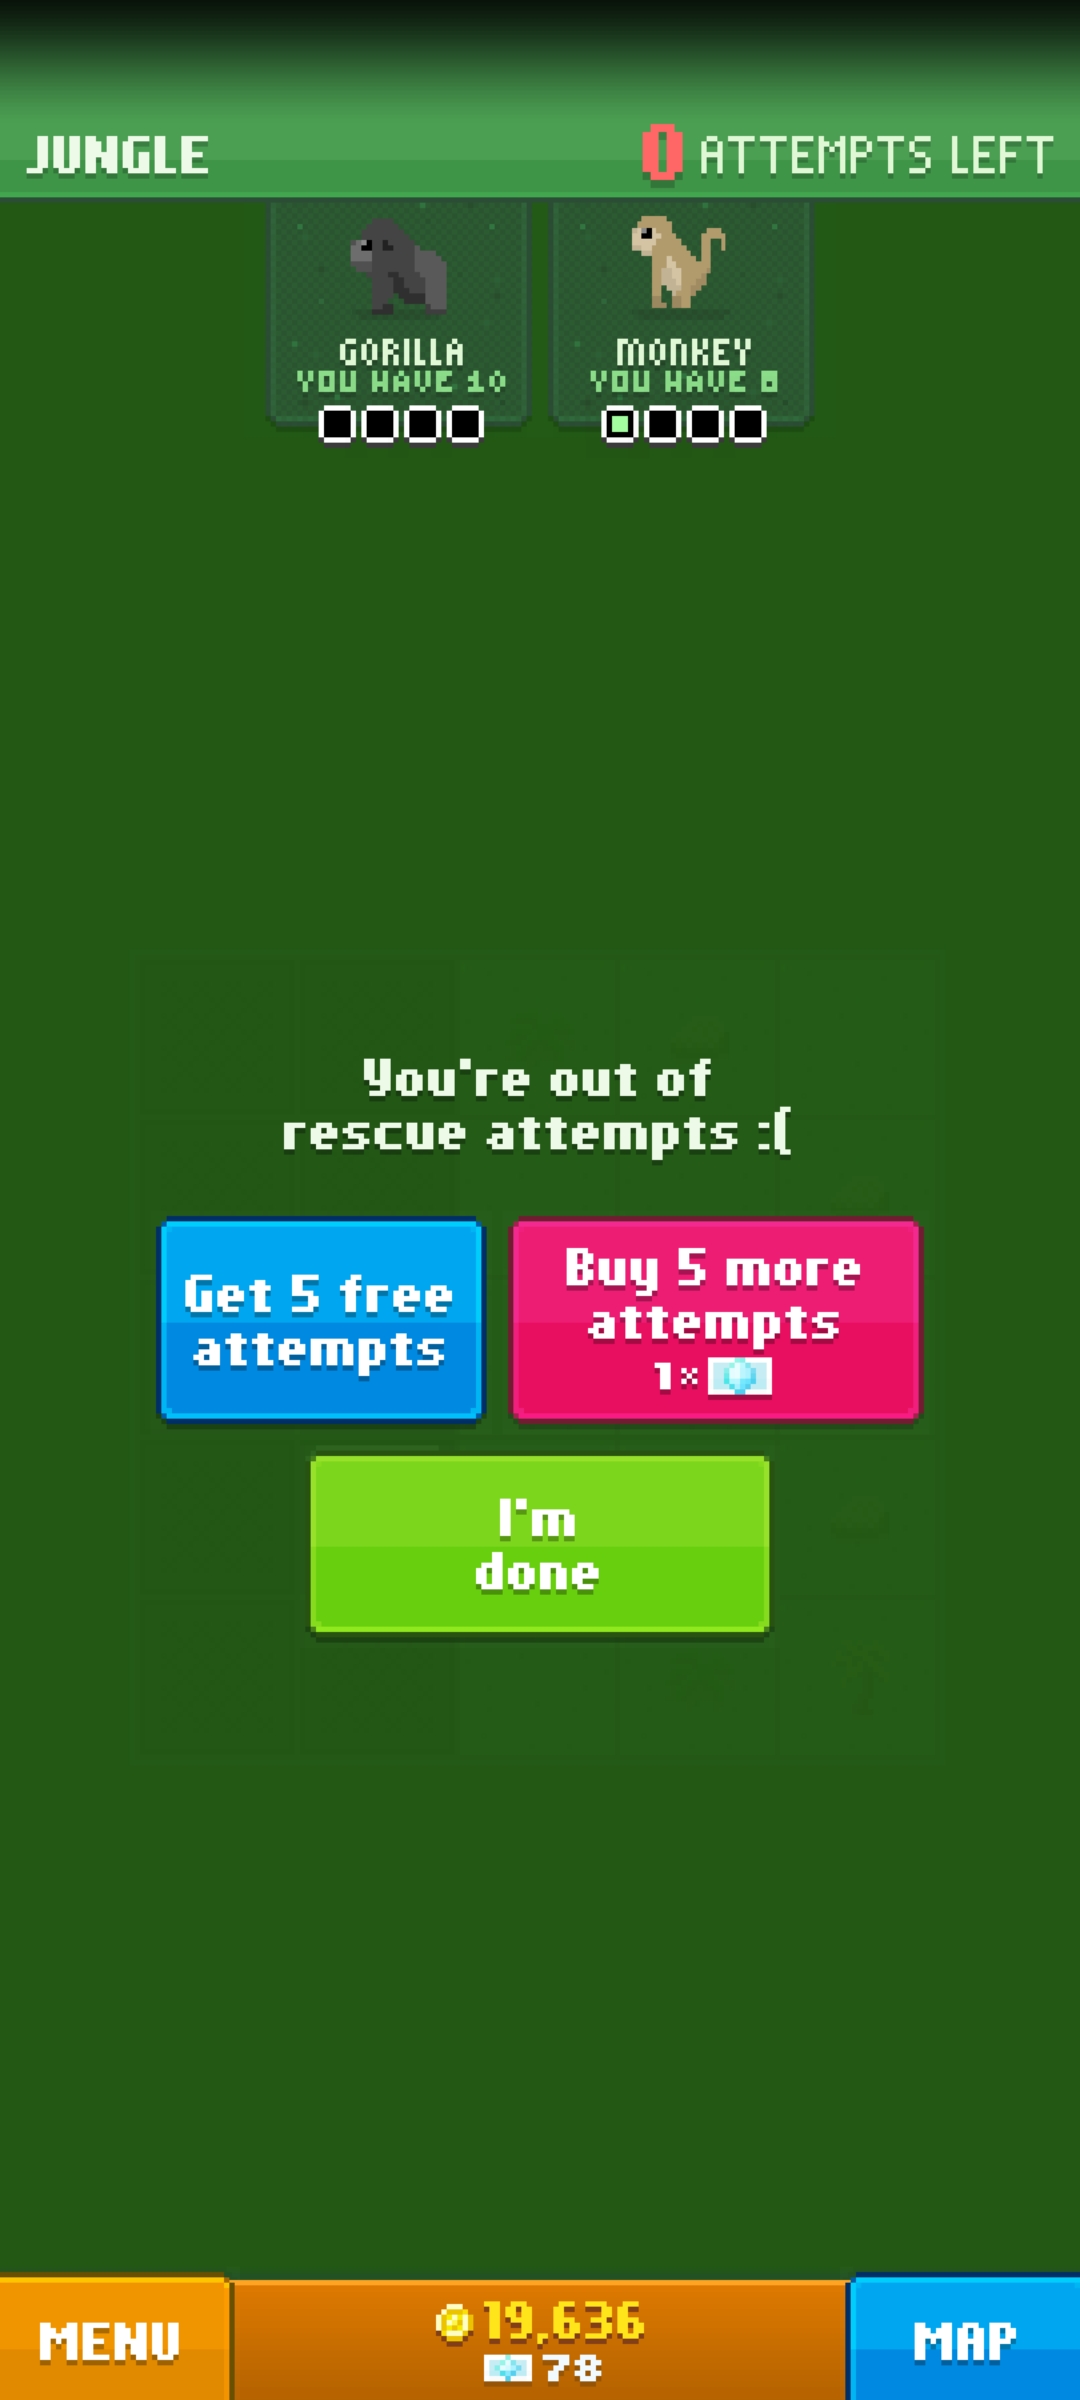 JUNGLE
0 ATTEMPTS LEFT
GORILLA
YOU HAVE 10
MONKEY
YOU HAVE 8
You're out of
rescue attempts :(
Get 5 free
attempts
Buy 5 more
attempts
1×
I'm
done
MENU
19,636
78
MAP